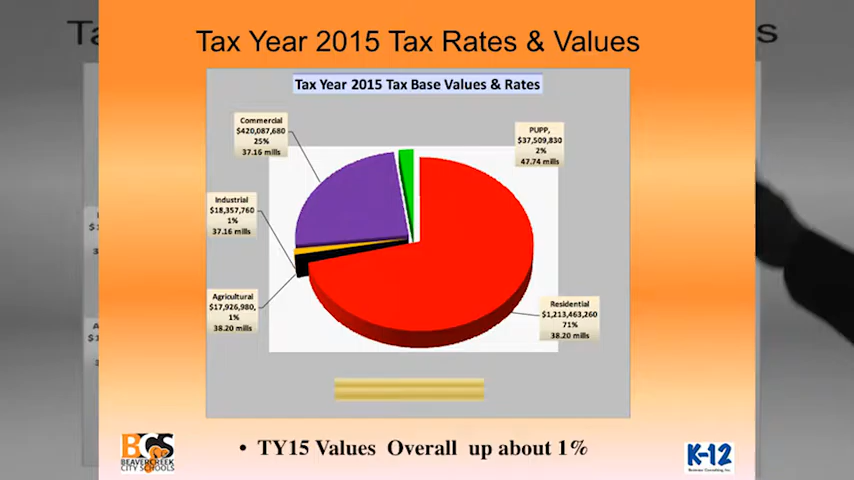 Tax Year 2015 Tax Rates & Values
Tax Year 2015 Tax Base Values & Rates
Commercial
$420,087,680
25%
37.16 mills
PUPP,
$37,509,830
2%
47.74 mills
Industrial
$18,357,760
1%
37.16 mills
Agricultural
$17,926,980,
1%
38.20 mills
Residential
$1,213,463,260
71%
38.20 mills
• TY15 Values Overall up about 1%
BCS
BEAVERCREEK
CITY SCHOOLS
K-12